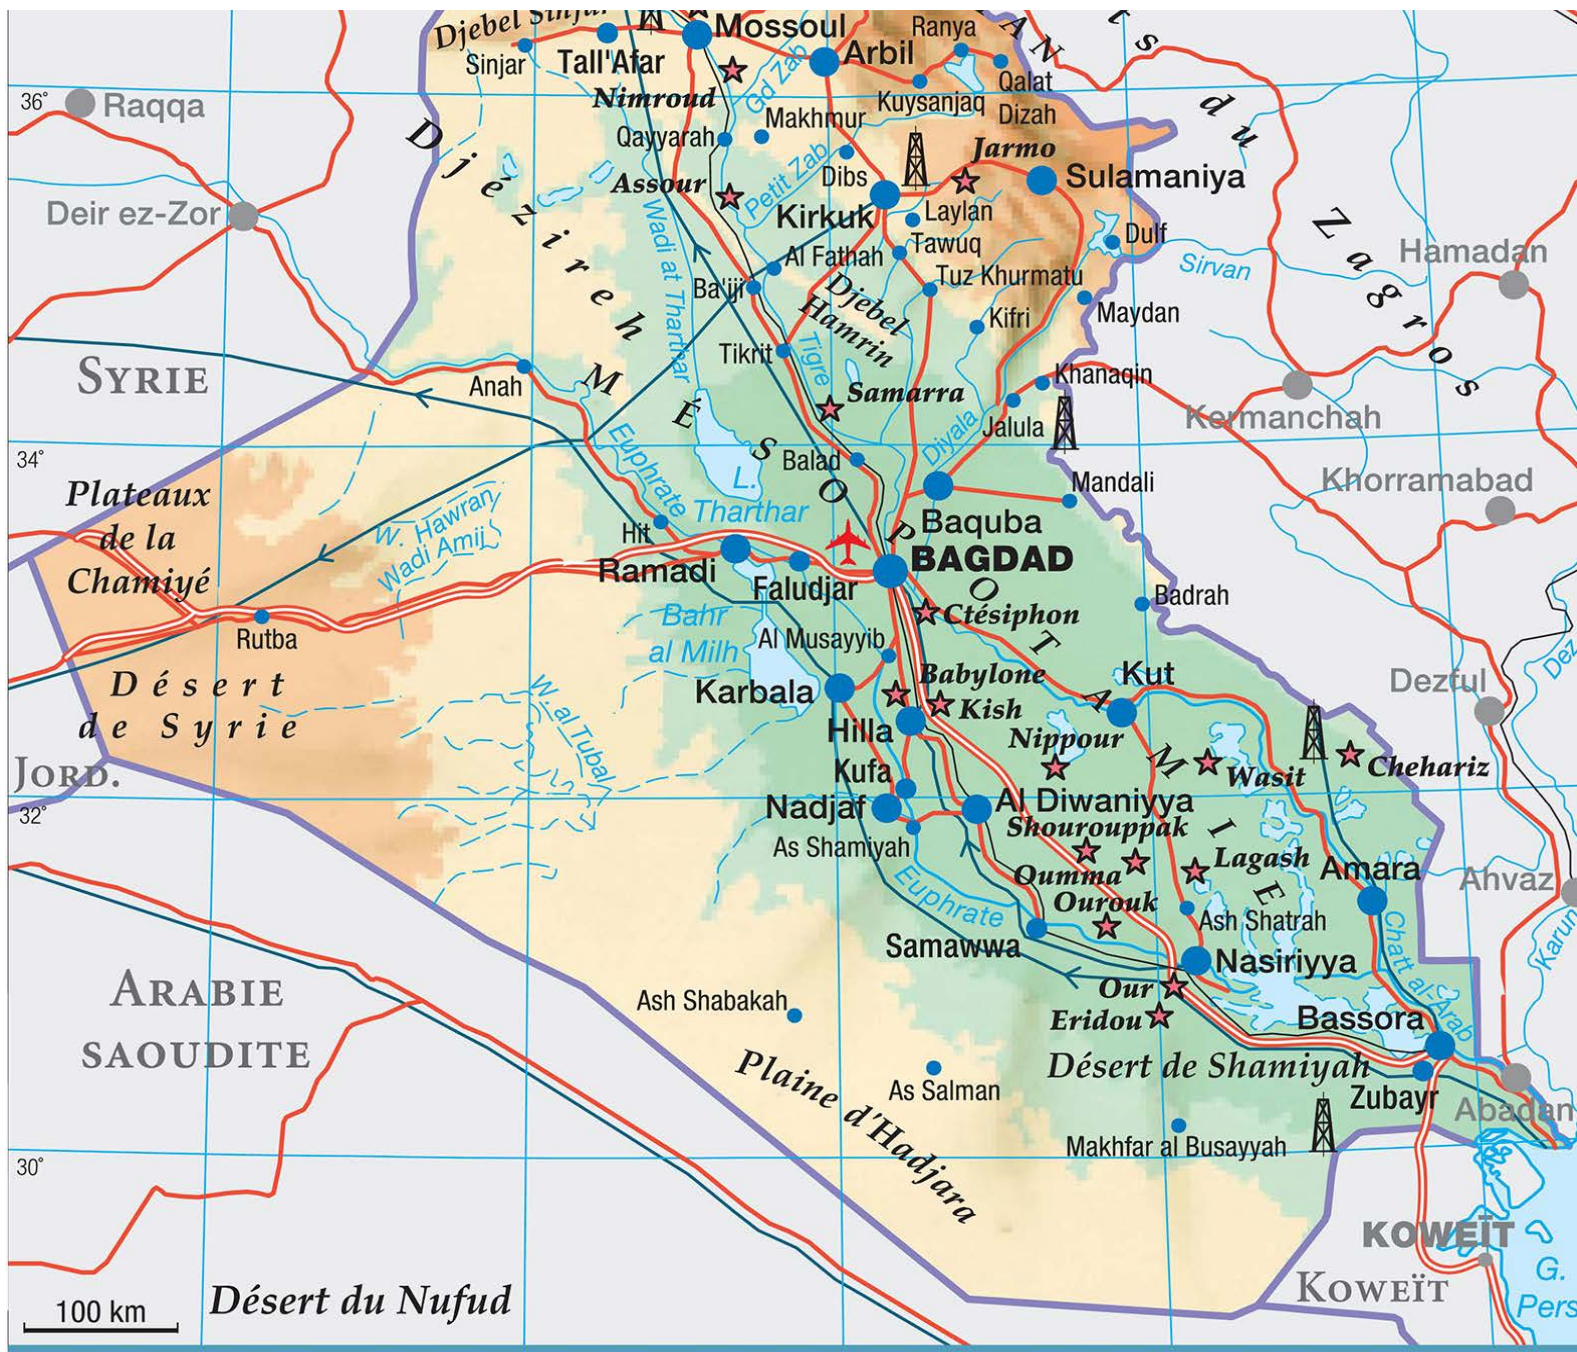 Djebel Sinjar
Mossoul
Ranya
A N
t s
Sinjar
Tall'Afar
Arbil
Gd Zab
Qalat
Dizah
36°
Raqqa
Nimroud
Kuysanjaq
du
Makhmur
Qayyarah
Djézireh
Jarmo
Petit Zab
Dibs
Sulamaniya
Assour
Deir ez-Zor
Kirkuk
Laylan
Zagros
Wadi at Tharthar
Tawuq
Dulf
Hamadan
Al Fathah
Sirvan
Tuz Khurmatu
Ba'iji
Djebel
Hamrin
Maydan
Kifri
Tikrit
Tigre
SYRIE
Anah
Khanaqin
MÉSOPOTAMIE
Samarra
Kermanchah
Jalula
Diyala
34°
Euphrate
Balad
Mandali
Khorramabad
Plateaux
de la
Chamiyé
L.
Tharthar
W. Hawran
Wadi Amij
Hit
Baquba
Ramadi
BAGDAD
Faludjar
Badrah
Ctésiphon
Rutba
Bahr
al Milh
Al Musayyib
Dez
Désert
de Syrie
Karbala
Babylone
Kut
Dezful
Kish
W. al Tubal
Hilla
Nippour
JORD.
Kufa
Wasit
Chehariz
32°
Nadjaf
Al Diwaniyya
Shourouppak
As Shamiyah
Lagash
Amara
Oumma
Ahvaz
Euphrate
Ourouk
Ash Shatrah
Samawwa
Chatt al-Arab
Karun
Nasiriyya
ARABIE
SAOUDITE
Ash Shabakah
Our
Eridou
Bassora
Plaine d'Hadjara
Désert de Shamiyah
As Salman
Zubayr
Abadan
Makhfar al Busayyah
30°
KOWEÏT
KOWEÏT
G.
Pers
Désert du Nufud
100 km